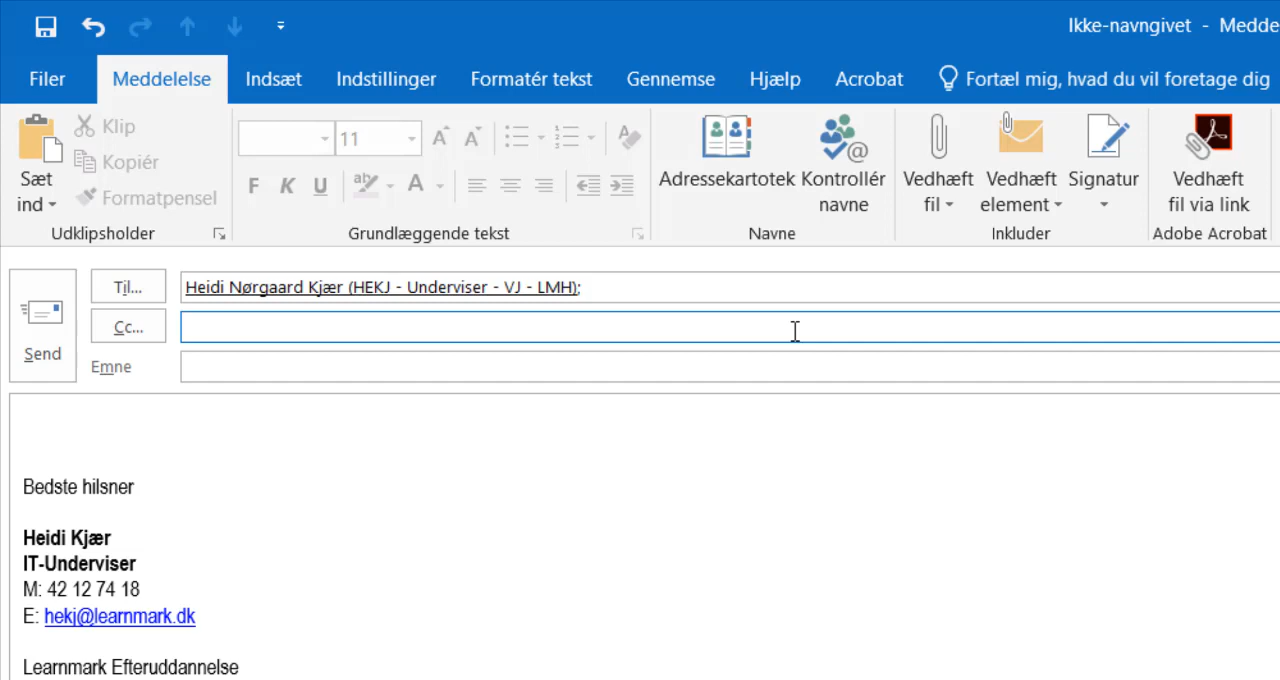 Ikke-navngivet - Medde
Filer Meddelelse Indsæt Indstillinger Formatér tekst Gennemse Hjælp Acrobat Fortæl mig, hvad du vil foretage dig
Sæt ind
Klip
Kopiér
Formatpensel
Udklipsholder
11
F K U ab A
Grundlæggende tekst
Adressekartotek
Kontrollér navne
Navne
Vedhæft fil
Vedhæft element
Signatur
Inkluder
Vedhæft fil via link
Adobe Acrobat
Send
Til...
Heidi Nørgaard Kjær (HEKJ - Underviser - VJ - LMH);
Cc...
Emne
Bedste hilsner
Heidi Kjær
IT-Underviser
M: 42 12 74 18
E: hekj@learnmark.dk
Learnmark Efteruddannelse